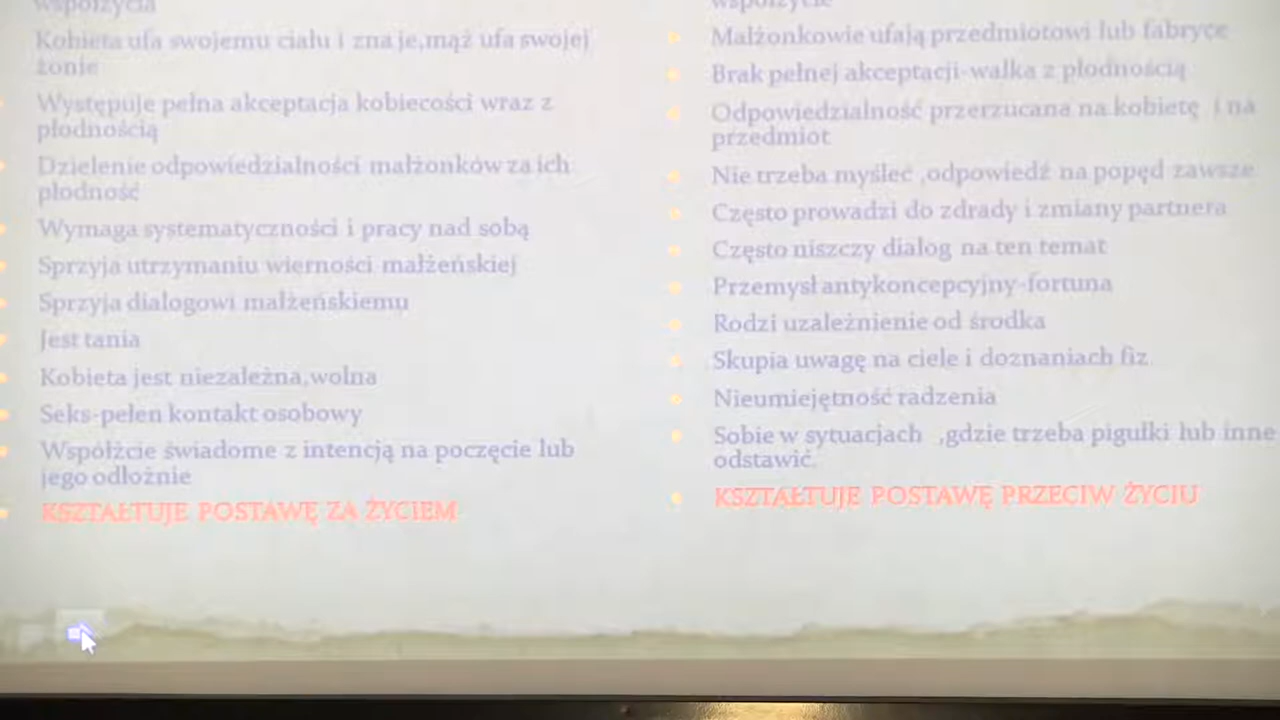 współżycia
Kobieta ufa swojemu ciału i zna je,mąż ufa swojej
żonie
Występuje pełna akceptacja kobiecości wraz z
płodnością
Dzielenie odpowiedzialności małżonków za ich
płodność
Wymaga systematyczności i pracy nad sobą
Sprzyja utrzymaniu wierności małżeńskiej
Sprzyja dialogowi małżeńskiemu
Jest tania
Kobieta jest niezależna,wolna
Seks-pełen kontakt osobowy
Współżcie świadome z intencją na poczęcie lub
jego odłożnie
KSZTAŁTUJE POSTAWĘ ZA ŻYCIEM
współżycie
Małżonkowie ufają przedmiotowi lub fabryce
Brak pełnej akceptacji-walka z płodnością
Odpowiedzialność przerzucana na kobietę i na
przedmiot
Nie trzeba myśleć ,odpowiedź na popęd zawsze
Często prowadzi do zdrady i zmiany partnera
Często niszczy dialog na ten temat
Przemysł antykoncepcyjny-fortuna
Rodzi uzależnienie od środka
Skupia uwagę na ciele i doznaniach fiz.
Nieumiejętność radzenia
Sobie w sytuacjach ,gdzie trzeba pigułki lub inne
odstawić.
KSZTAŁTUJE POSTAWĘ PRZECIW ŻYCIU